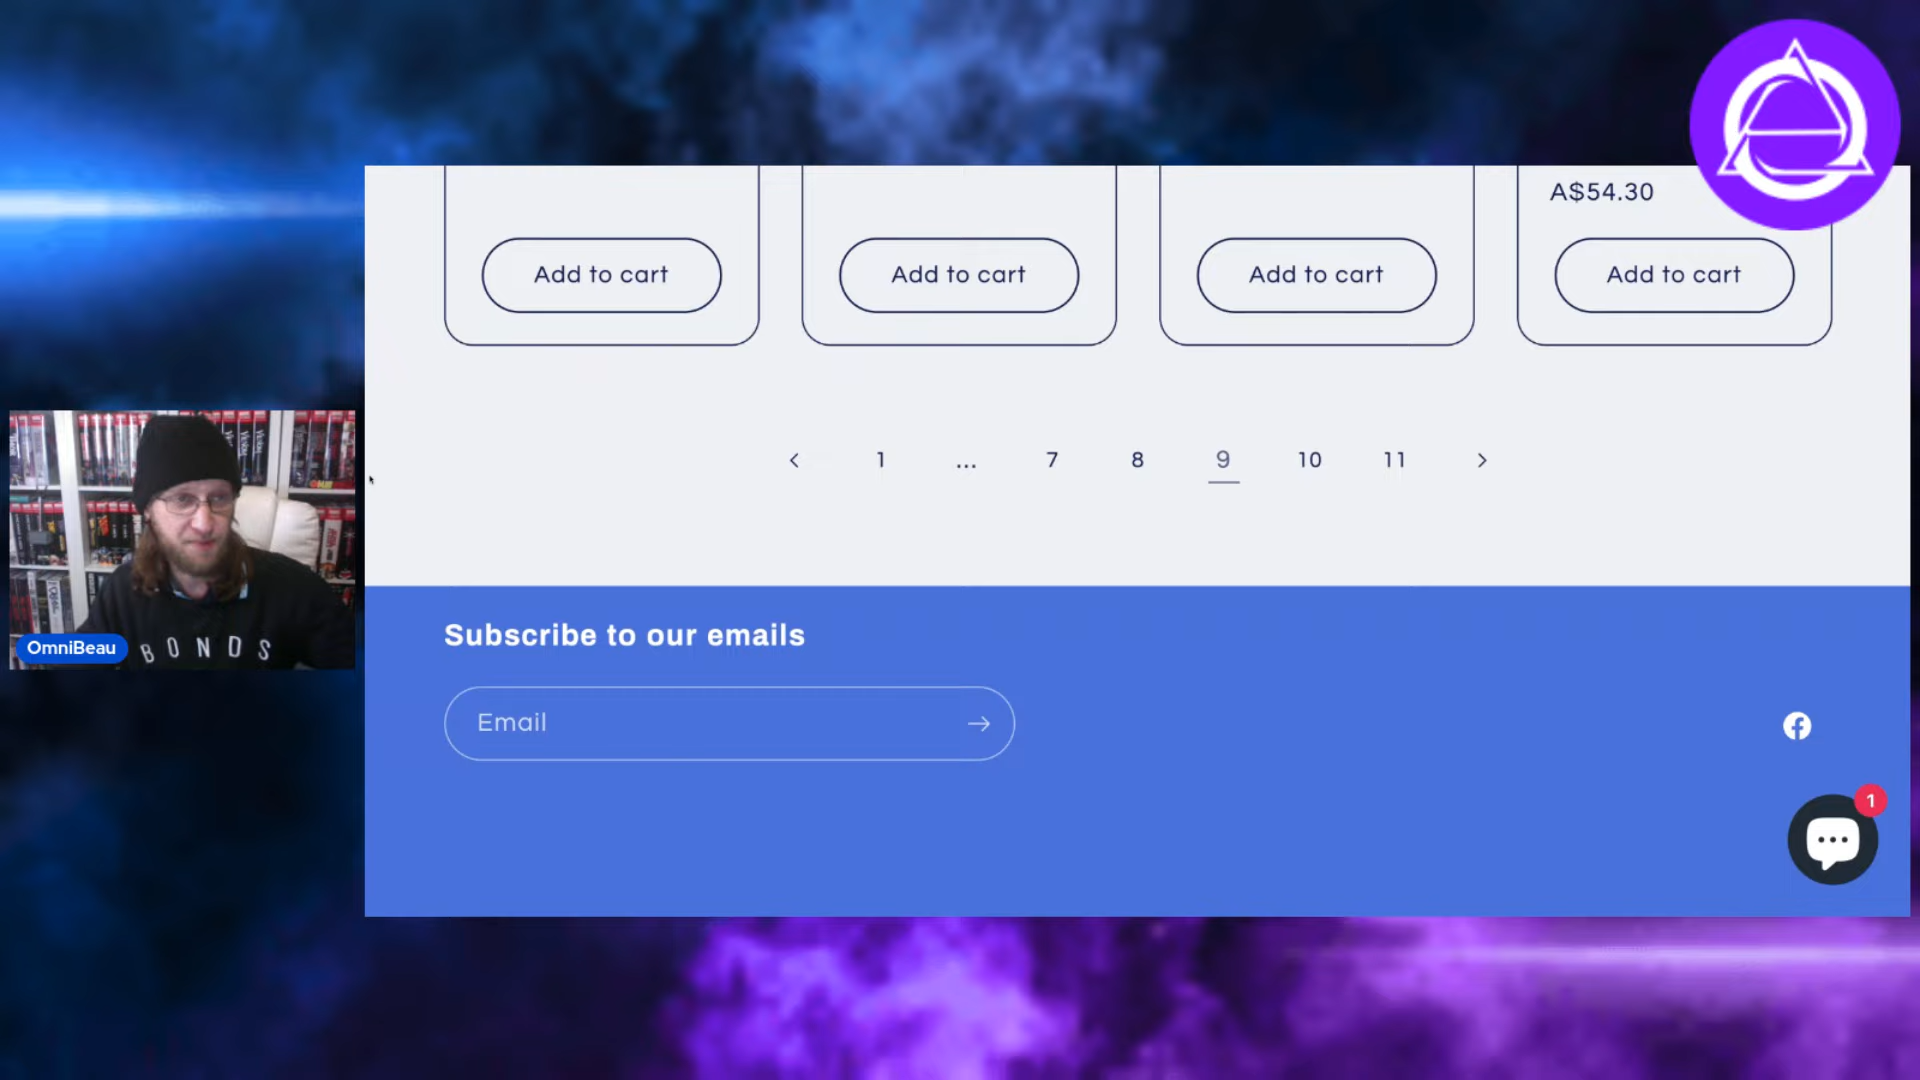 A$54.30
Add to cart
Add to cart
Add to cart
Add to cart
1
...
7
8
9
10
11
Subscribe to our emails
Email
1
OmniBeau
BONDS